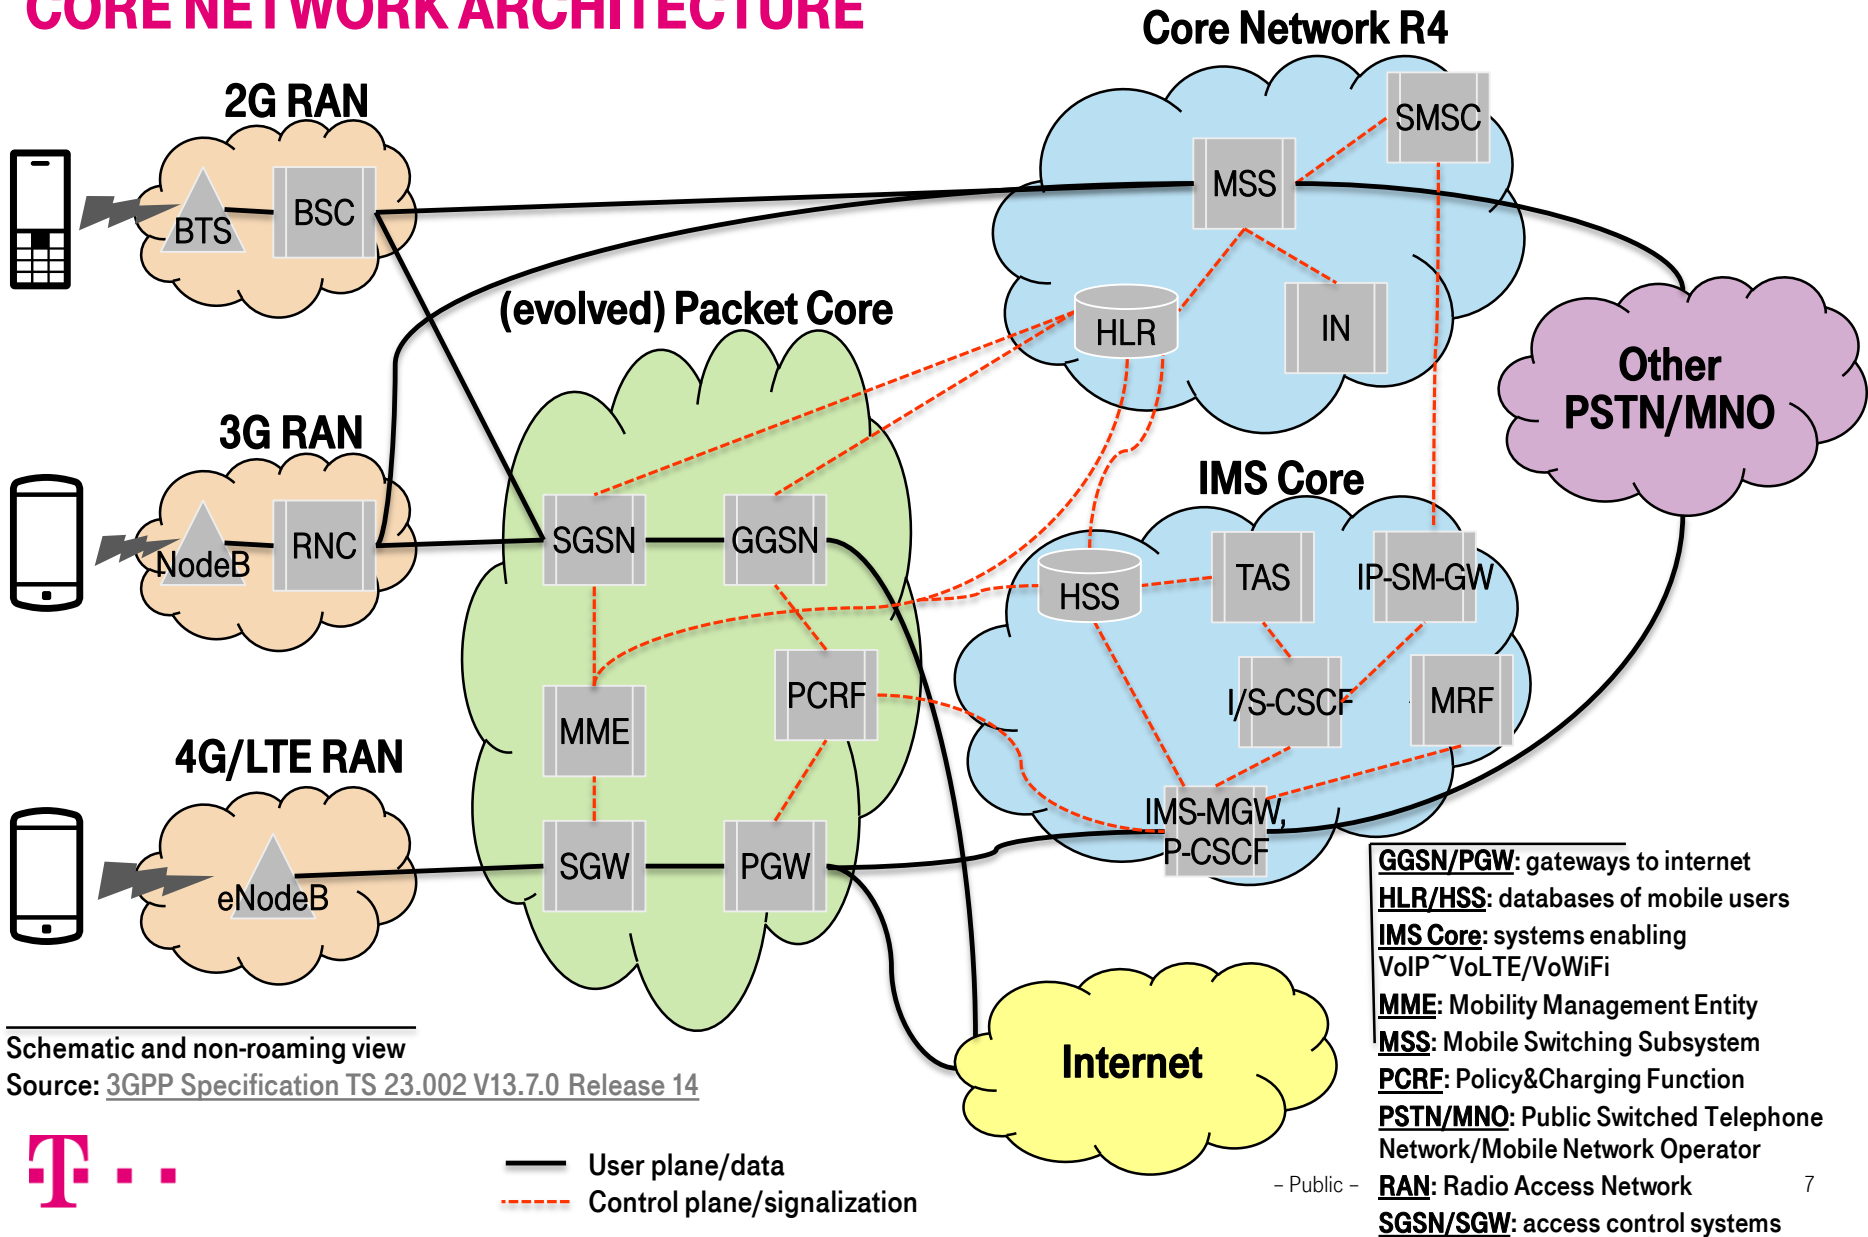 CORE NETWORK ARCHITECTURE
Core Network R4
2G RAN
SMSC
MSS
BSC
BTS
(evolved) Packet Core
HLR
IN
Other
PSTN/MNO
3G RAN
IMS Core
SGSN
GGSN
RNC
NodeB
HSS
TAS
IP-SM-GW
PCRF
I/S-CSCF
MRF
MME
4G/LTE RAN
IMS-MGW,
P-CSCF
SGW
PGW
eNodeB
GGSN/PGW: gateways to internet
HLR/HSS: databases of mobile users
IMS Core: systems enabling
VoIP~VoLTE/VoWiFi
MME: Mobility Management Entity
MSS: Mobile Switching Subsystem
PCRF: Policy&Charging Function
PSTN/MNO: Public Switched Telephone
Network/Mobile Network Operator
RAN: Radio Access Network
SGSN/SGW: access control systems
Internet
Schematic and non-roaming view
Source: 3GPP Specification TS 23.002 V13.7.0 Release 14
T
User plane/data
Control plane/signalization
– Public –
7